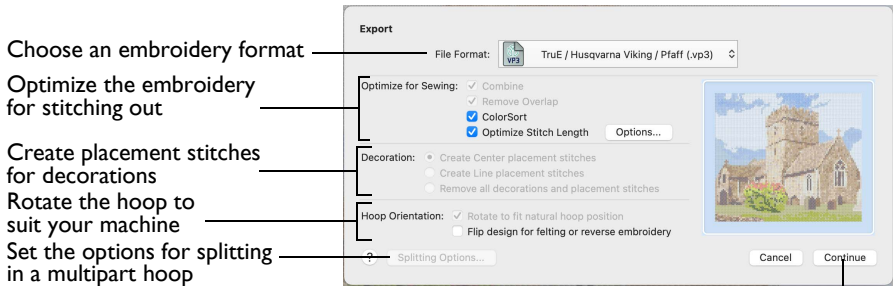 Export
Choose an embroidery format
File Format: VP3 TruE / Husqvarna Viking / Pfaff (.vp3)
Optimize the embroidery
for stitching out
Optimize for Sewing: Combine
Remove Overlap
ColorSort
Optimize Stitch Length Options...
Create placement stitches
for decorations
Decoration: Create Center placement stitches
Create Line placement stitches
Remove all decorations and placement stitches
Rotate the hoop to
suit your machine
Hoop Orientation: Rotate to fit natural hoop position
Flip design for felting or reverse embroidery
Set the options for splitting
in a multipart hoop
? Splitting Options... Cancel Continue